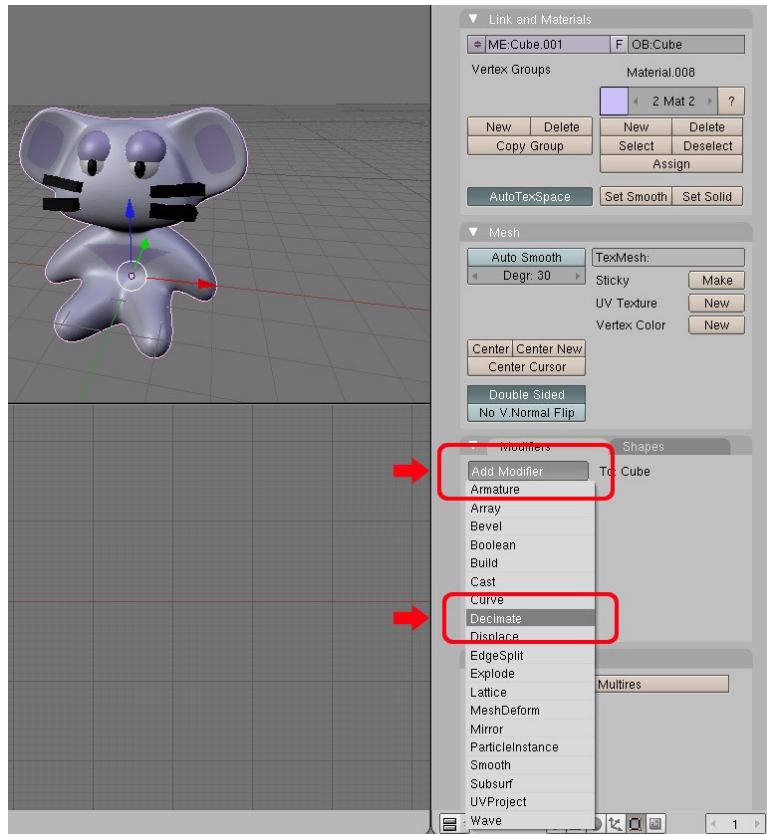 Link and Materials
ME:Cube.001
F OB:Cube
Vertex Groups
Material.008
2 Mat 2
?
New Delete
New Delete
Copy Group
Select Deselect
Assign
AutoTexSpace
Set Smooth Set Solid
Mesh
Auto Smooth
TexMesh:
Degr: 30
Sticky Make
UV Texture New
Vertex Color New
Center Center New
Center Cursor
Double Sided
No V.Normal Flip
Modifiers
Shapes
Add Modifier
To: Cube
Armature
Array
Bevel
Boolean
Build
Cast
Curve
Decimate
Displace
EdgeSplit
Explode
Lattice
Multires
MeshDeform
Mirror
ParticleInstance
Smooth
Subsurf
UVProject
Wave
1